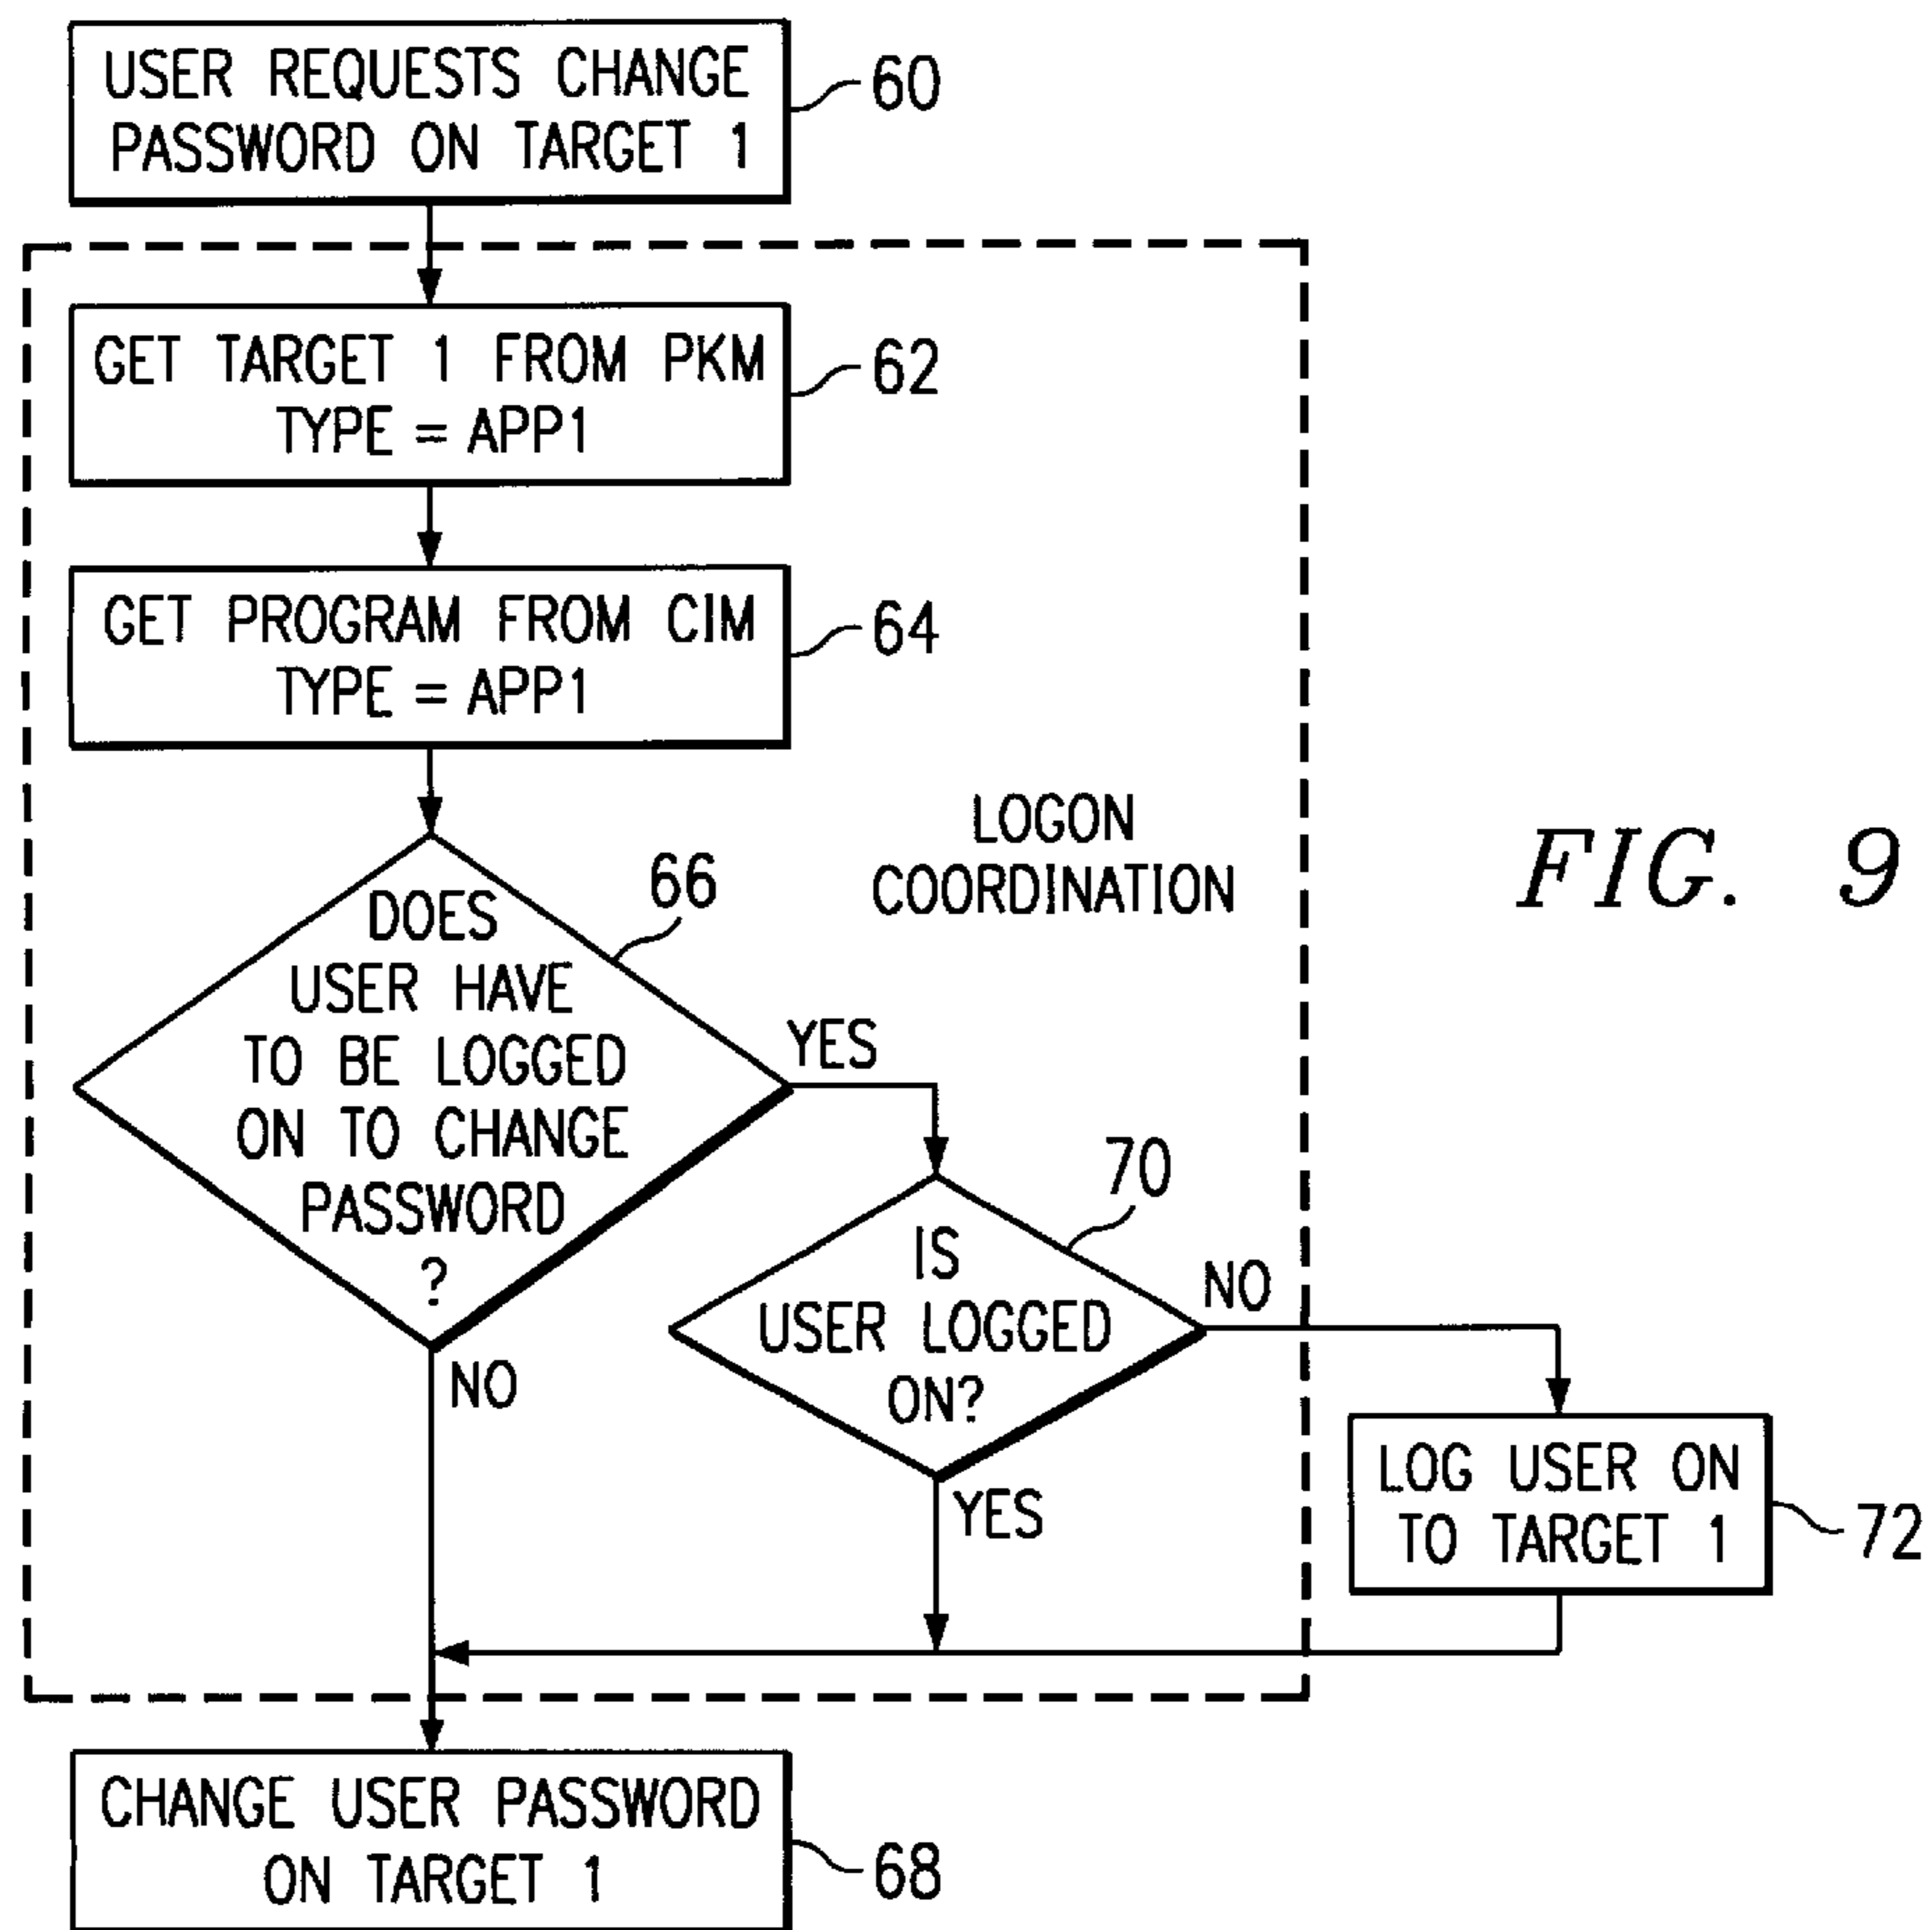 USER REQUESTS CHANGE
PASSWORD ON TARGET 1
60
GET TARGET 1 FROM PKM
TYPE = APP1
62
GET PROGRAM FROM CIM
TYPE = APP1
64
LOGON
COORDINATION
FIG. 9
66
DOES
USER HAVE
TO BE LOGGED
ON TO CHANGE
PASSWORD
?
YES
NO
70
IS
USER LOGGED
ON?
NO
YES
LOG USER ON
TO TARGET 1
72
CHANGE USER PASSWORD
ON TARGET 1
68